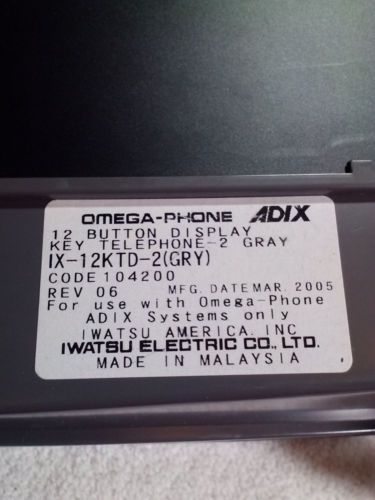 OMEGA-PHONE ADIX
12 BUTTON DISPLAY
KEY TELEPHONE-2 GRAY
IX-12KTD-2(GRY)
CODE 104200
REV 06 MFG. DATE MAR. 2005
For use with Omega-Phone
ADIX Systems only
IWATSU AMERICA. INC
IWATSU ELECTRIC CO., LTD.
MADE IN MALAYSIA